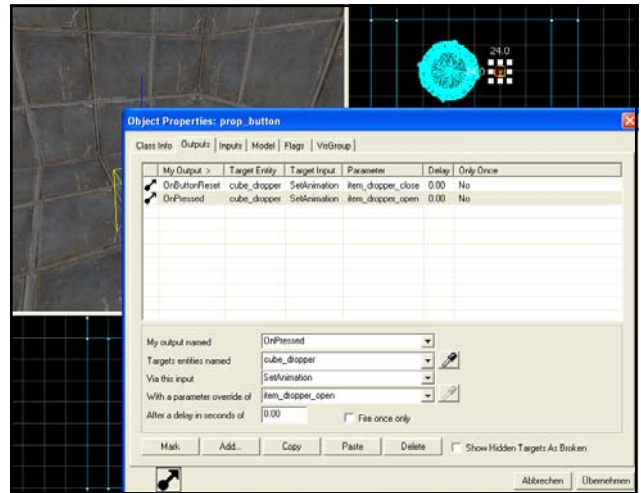 24.0
Object Properties: prop_button
Class Info Outputs Inputs Model Flags VisGroup
My Output > Target Entity Target Input Parameter Delay Only Once
OnButtonReset cube_dropper SetAnimation item_dropper_close 0.00 No
OnPressed cube_dropper SetAnimation item_dropper_open 0.00 No
My output named OnPressed
Targets entities named cube_dropper
Via this input SetAnimation
With a parameter override of item_dropper_open
After a delay in seconds of 0.00 Fire once only
Mark Add... Copy Paste Delete Show Hidden Targets As Broken
Abbrechen Übernehmen